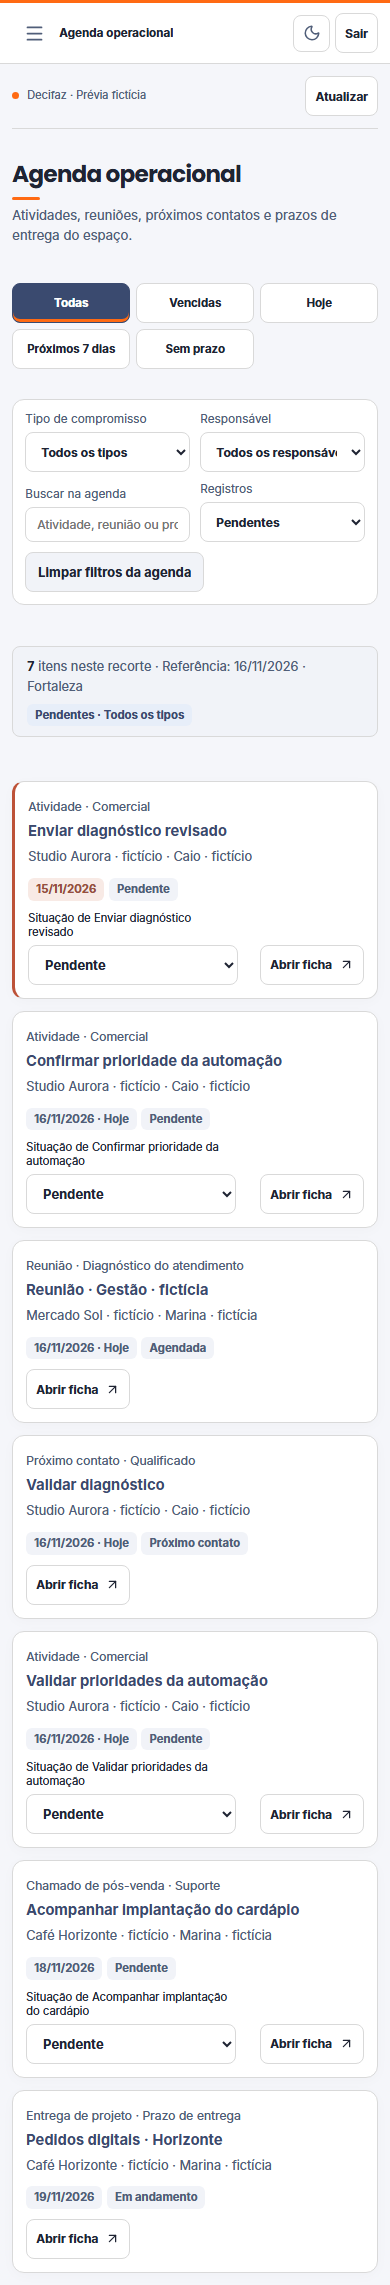 Agenda operacional
Sair
Decifaz · Prévia fictícia
Atualizar
Agenda operacional
Atividades, reuniões, próximos contatos e prazos de
entrega do espaço.
Todas
Vencidas
Hoje
Próximos 7 dias
Sem prazo
Tipo de compromisso
Responsável
Todos os tipos
Todos os responsáv
Buscar na agenda
Registros
Atividade, reunião ou pro
Pendentes
Limpar filtros da agenda
7 itens neste recorte · Referência: 16/11/2026 ·
Fortaleza
Pendentes · Todos os tipos
Atividade · Comercial
Enviar diagnóstico revisado
Studio Aurora · fictício · Caio · fictício
15/11/2026 Pendente
Situação de Enviar diagnóstico
revisado
Pendente
Abrir ficha
Atividade · Comercial
Confirmar prioridade da automação
Studio Aurora · fictício · Caio · fictício
16/11/2026 · Hoje Pendente
Situação de Confirmar prioridade da
automação
Pendente
Abrir ficha
Reunião · Diagnóstico do atendimento
Reunião · Gestão · fictícia
Mercado Sol · fictício · Marina · fictícia
16/11/2026 · Hoje Agendada
Abrir ficha
Próximo contato · Qualificado
Validar diagnóstico
Studio Aurora · fictício · Caio · fictício
16/11/2026 · Hoje Próximo contato
Abrir ficha
Atividade · Comercial
Validar prioridades da automação
Studio Aurora · fictício · Caio · fictício
16/11/2026 · Hoje Pendente
Situação de Validar prioridades da
automação
Pendente
Abrir ficha
Chamado de pós-venda · Suporte
Acompanhar implantação do cardápio
Café Horizonte · fictício · Marina · fictícia
18/11/2026 Pendente
Situação de Acompanhar implantação
do cardápio
Pendente
Abrir ficha
Entrega de projeto · Prazo de entrega
Pedidos digitais · Horizonte
Café Horizonte · fictício · Marina · fictícia
19/11/2026 Em andamento
Abrir ficha